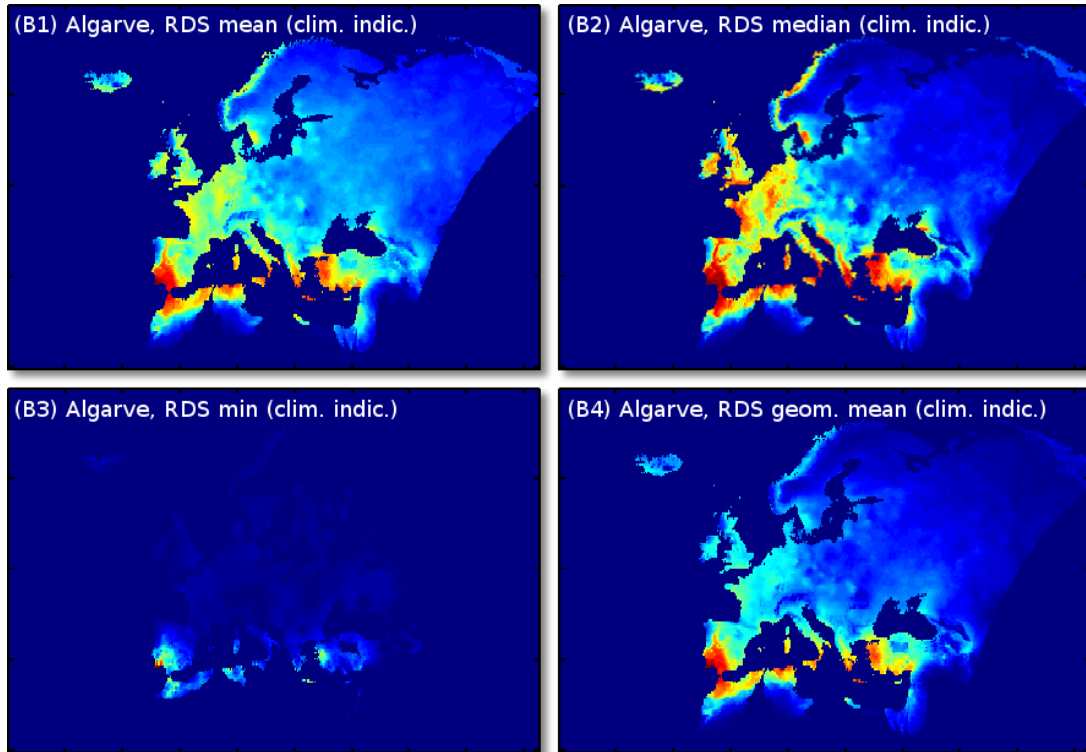 (B1) Algarve, RDS mean (clim. indic.)
(B2) Algarve, RDS median (clim. indic.)
(B3) Algarve, RDS min (clim. indic.)
(B4) Algarve, RDS geom. mean (clim. indic.)